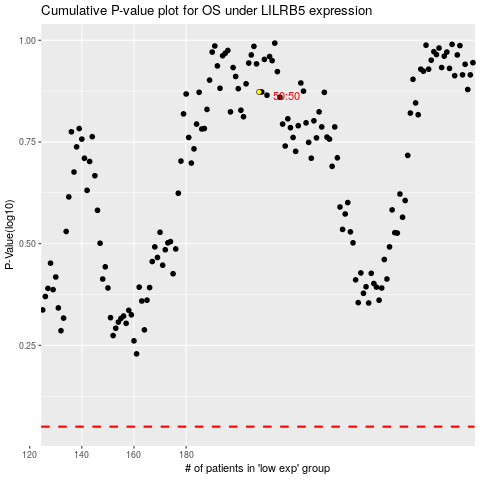 Cumulative P-value plot for OS under LILRB5 expression
P-Value(log10)
1.00
0.75
0.50
0.25
50:50
120 140 160 180
# of patients in 'low exp' group